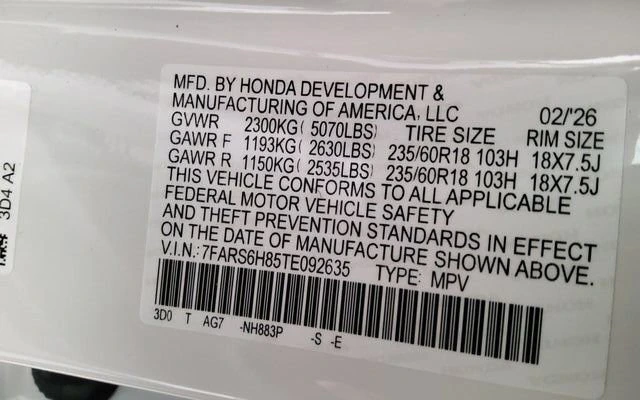 MFD. BY HONDA DEVELOPMENT &
MANUFACTURING OF AMERICA, LLC 02/'26
GVWR 2300KG( 5070LBS) TIRE SIZE RIM SIZE
GAWR F 1193KG( 2630LBS) 235/60R18 103H 18X7.5J
GAWR R 1150KG( 2535LBS) 235/60R18 103H 18X7.5J
THIS VEHICLE CONFORMS TO ALL APPLICABLE
FEDERAL MOTOR VEHICLE SAFETY
AND THEFT PREVENTION STANDARDS IN EFFECT
ON THE DATE OF MANUFACTURE SHOWN ABOVE.
V.I.N.:7FARS6H85TE092635 TYPE: MPV
3D0 T AG7 -NH883P -S -E
3D4 A2